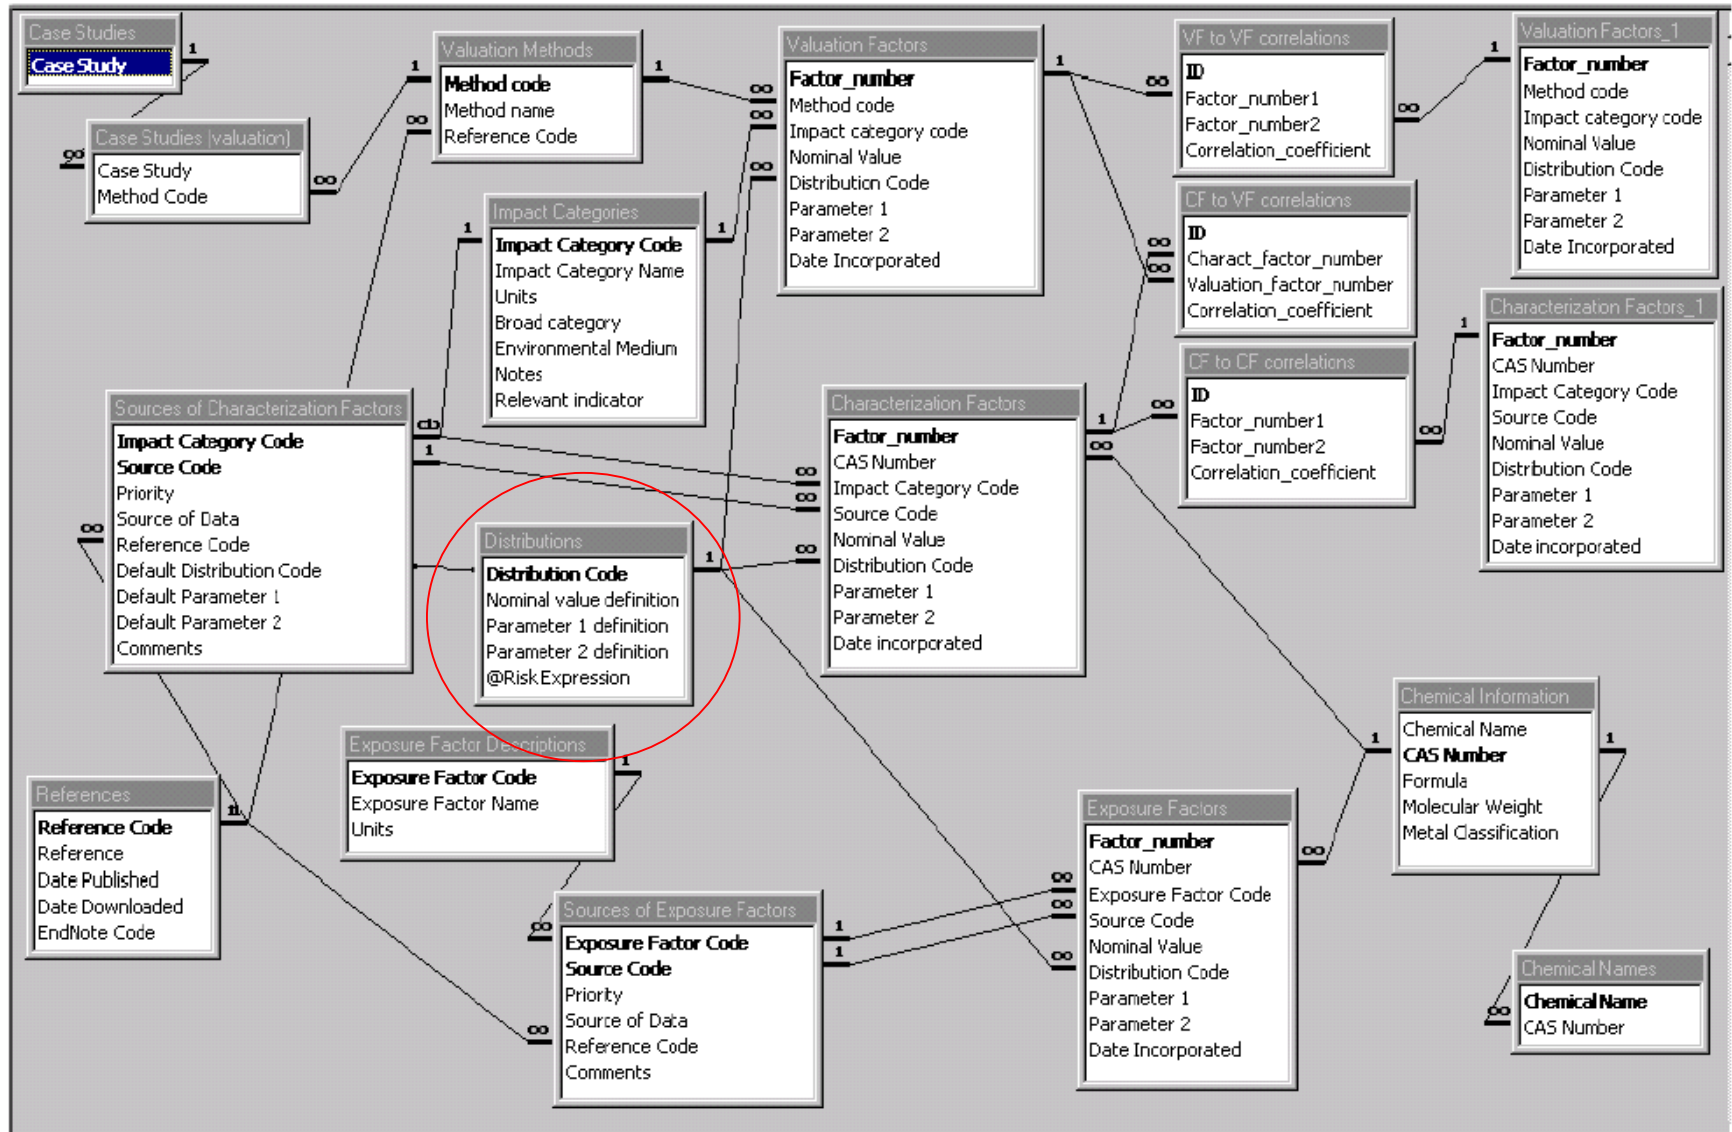 Case Studies
Case Study
Case Studies (valuation)
Case Study
Method Code
Valuation Methods
Method code
Method name
Reference Code
Valuation Factors
Factor_number
Method code
Impact category code
Nominal Value
Distribution Code
Parameter 1
Parameter 2
Date Incorporated
VF to VF correlations
ID
Factor_number1
Factor_number2
Correlation_coefficient
Valuation Factors_1
Factor_number
Method code
Impact category code
Nominal Value
Distribution Code
Parameter 1
Parameter 2
Date Incorporated
Impact Categories
Impact Category Code
Impact Category Name
Units
Broad category
Environmental Medium
Notes
Relevant indicator
CF to VF correlations
ID
Charact_factor_number
Valuation_factor_number
Correlation_coefficient
CF to CF correlations
ID
Factor_number1
Factor_number2
Correlation_coefficient
Characterization Factors_1
Factor_number
CAS Number
Impact Category Code
Source Code
Nominal Value
Distribution Code
Parameter 1
Parameter 2
Date incorporated
Sources of Characterization Factors
Impact Category Code
Source Code
Priority
Source of Data
Reference Code
Default Distribution Code
Default Parameter 1
Default Parameter 2
Comments
Distributions
Distribution Code
Nominal value definition
Parameter 1 definition
Parameter 2 definition
@Risk Expression
Characterization Factors
Factor_number
CAS Number
Impact Category Code
Source Code
Nominal Value
Distribution Code
Parameter 1
Parameter 2
Date incorporated
References
Reference Code
Reference
Date Published
Date Downloaded
EndNote Code
Exposure Factor Descriptions
Exposure Factor Code
Exposure Factor Name
Units
Sources of Exposure Factors
Exposure Factor Code
Source Code
Priority
Source of Data
Reference Code
Comments
Exposure Factors
Factor_number
CAS Number
Exposure Factor Code
Source Code
Nominal Value
Distribution Code
Parameter 1
Parameter 2
Date Incorporated
Chemical Information
Chemical Name
CAS Number
Formula
Molecular Weight
Metal Classification
Chemical Names
Chemical Name
CAS Number